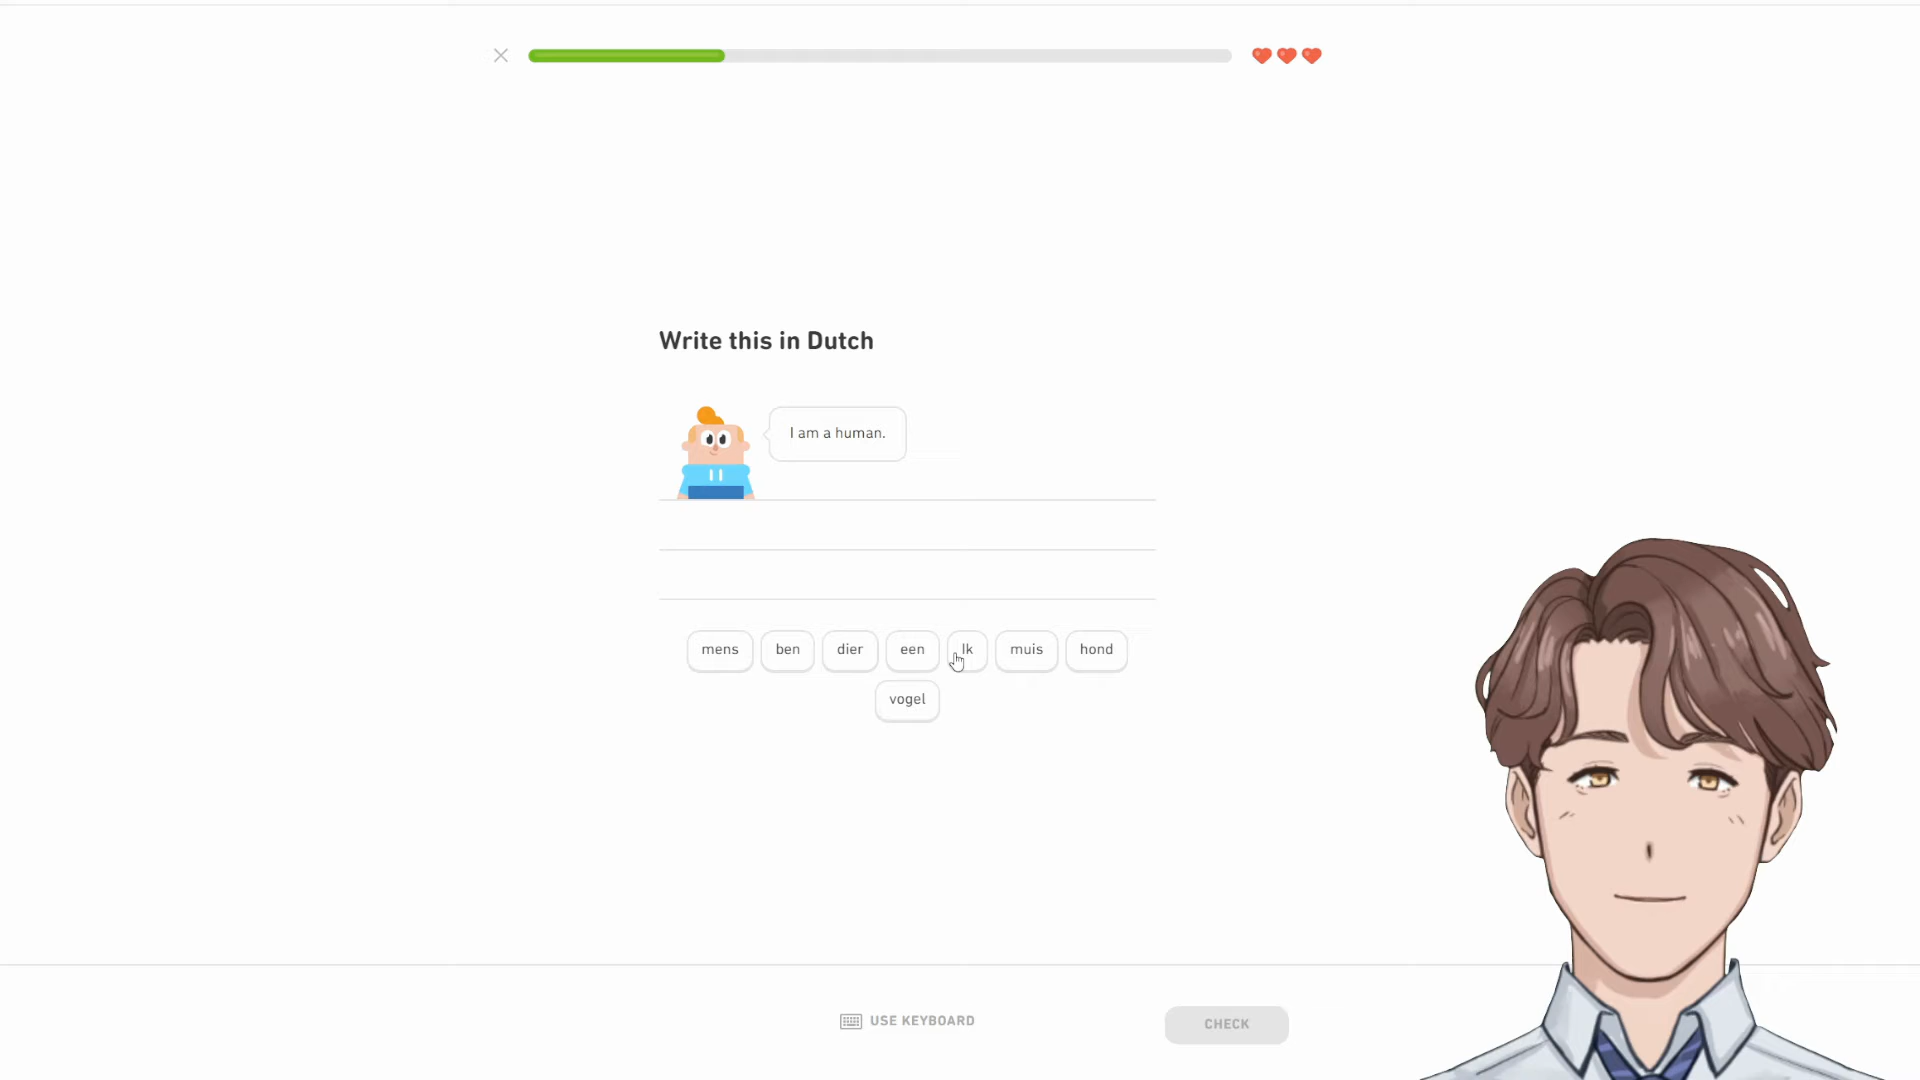 Write this in Dutch
I am a human.
mens ben dier een Ik muis hond
vogel
USE KEYBOARD CHECK